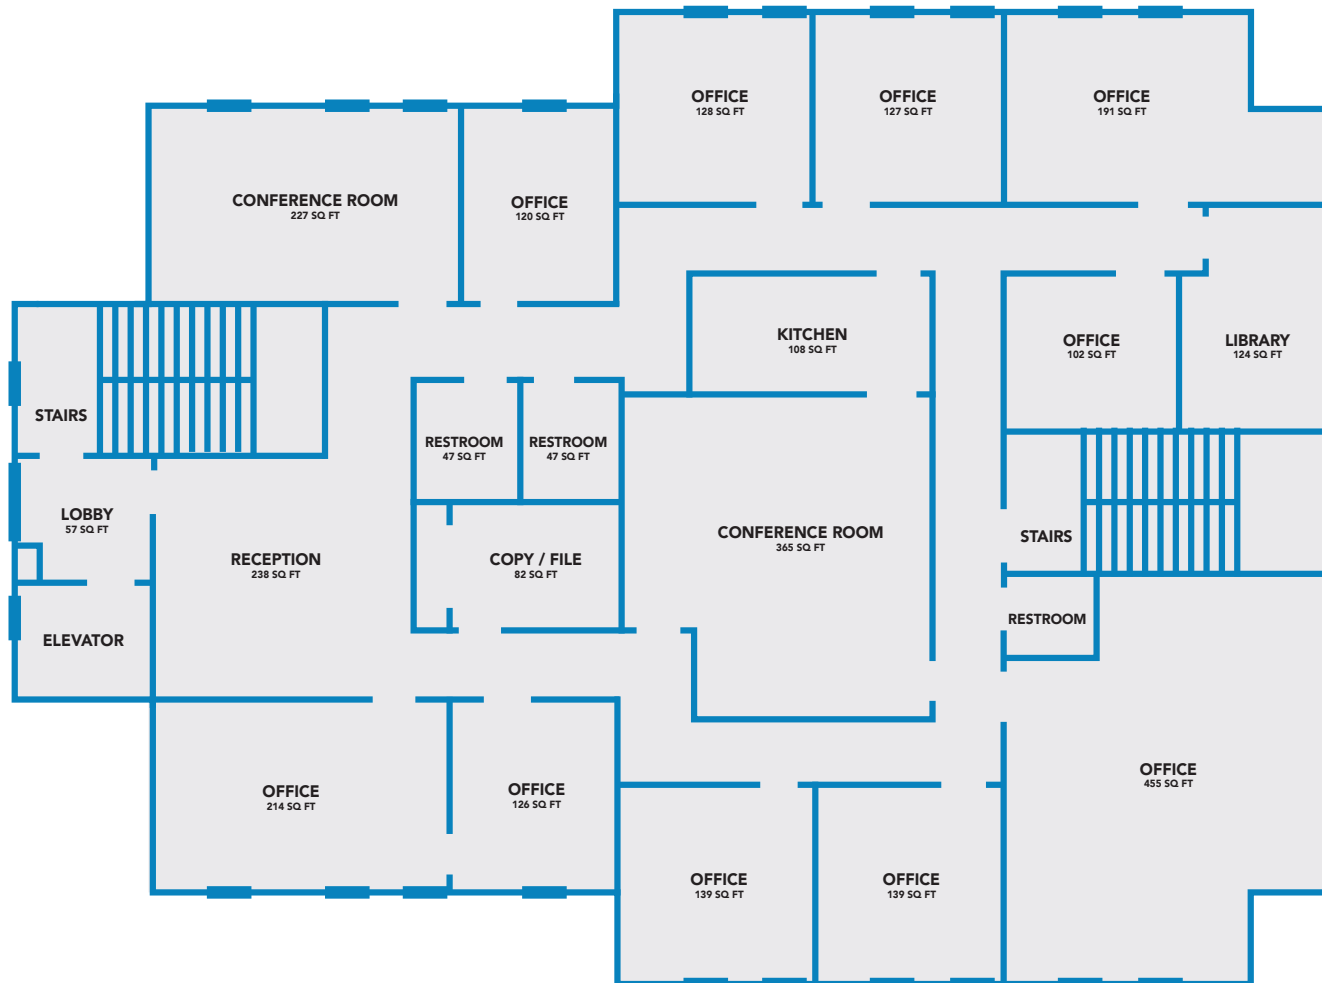 OFFICE
128 SQ FT
OFFICE
127 SQ FT
OFFICE
191 SQ FT
CONFERENCE ROOM
227 SQ FT
OFFICE
120 SQ FT
KITCHEN
108 SQ FT
OFFICE
102 SQ FT
LIBRARY
124 SQ FT
STAIRS
RESTROOM
47 SQ FT
RESTROOM
47 SQ FT
LOBBY
57 SQ FT
CONFERENCE ROOM
365 SQ FT
STAIRS
RECEPTION
238 SQ FT
COPY / FILE
82 SQ FT
RESTROOM
ELEVATOR
OFFICE
455 SQ FT
OFFICE
214 SQ FT
OFFICE
126 SQ FT
OFFICE
139 SQ FT
OFFICE
139 SQ FT